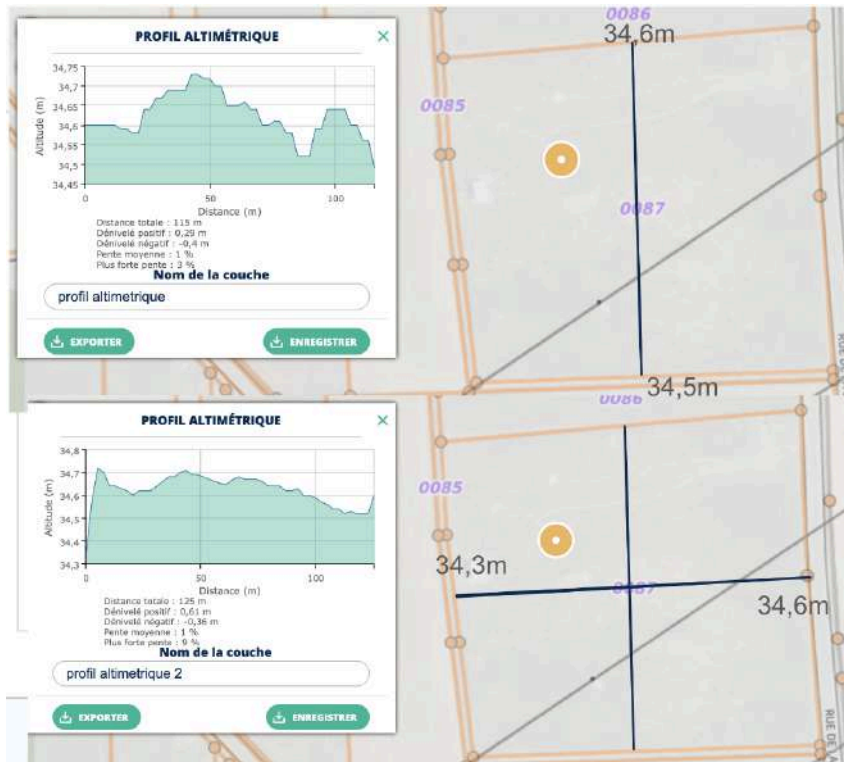 PROFIL ALTIMÉTRIQUE
×
34,75
34,7
34,65
34,6
34,55
34,5
34,45
Altitude (m)
0
50
100
Distance (m)
Distance totale : 115 m
Dénivelé positif : 0,29 m
Dénivelé négatif : -0,4 m
Pente moyenne : 1 %
Plus forte pente : 3 %
Nom de la couche
profil altimetrique
EXPORTER
ENREGISTRER
0086
34,6m
0085
0087
34,5m
RUE DE
PROFIL ALTIMÉTRIQUE
×
34,8
34,7
34,6
34,5
34,4
34,3
Altitude (m)
0
50
100
Distance (m)
Distance totale : 125 m
Dénivelé positif : 0,61 m
Dénivelé négatif : -0,36 m
Pente moyenne : 1 %
Plus forte pente : 9 %
Nom de la couche
profil altimetrique 2
EXPORTER
ENREGISTRER
0086
0085
34,3m
0087
34,6m
RUE DE LA